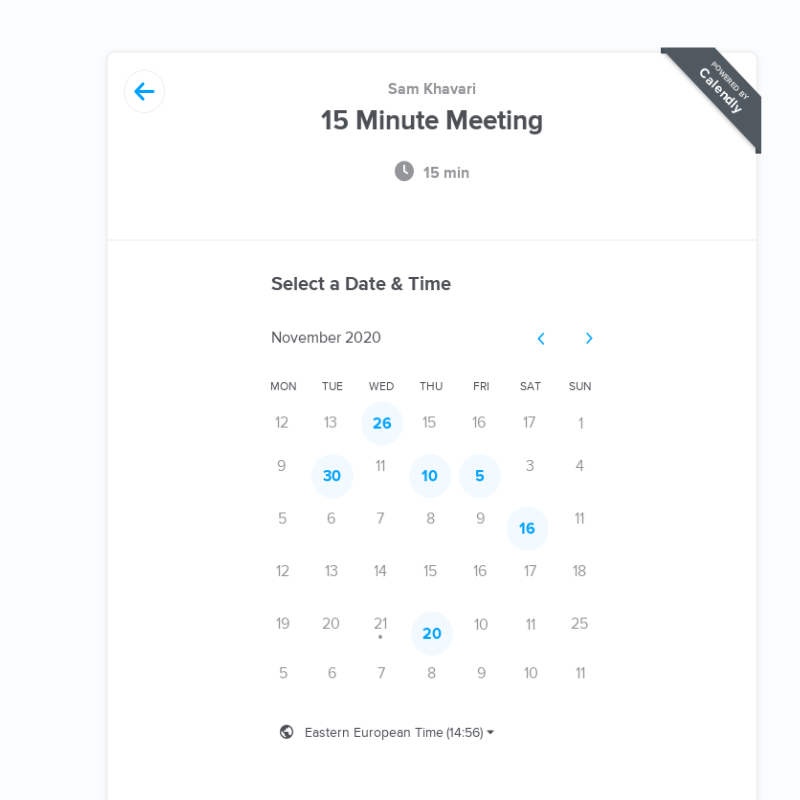 POWERED BY
Calendly
Sam Khavari
15 Minute Meeting
15 min
Select a Date & Time
November 2020
MON TUE WED THU FRI SAT SUN
12 13 26 15 16 17 1
9 30 11 10 5 3 4
5 6 7 8 9 16 11
12 13 14 15 16 17 18
19 20 21 20 10 11 25
5 6 7 8 9 10 11
Eastern European Time (14:56)